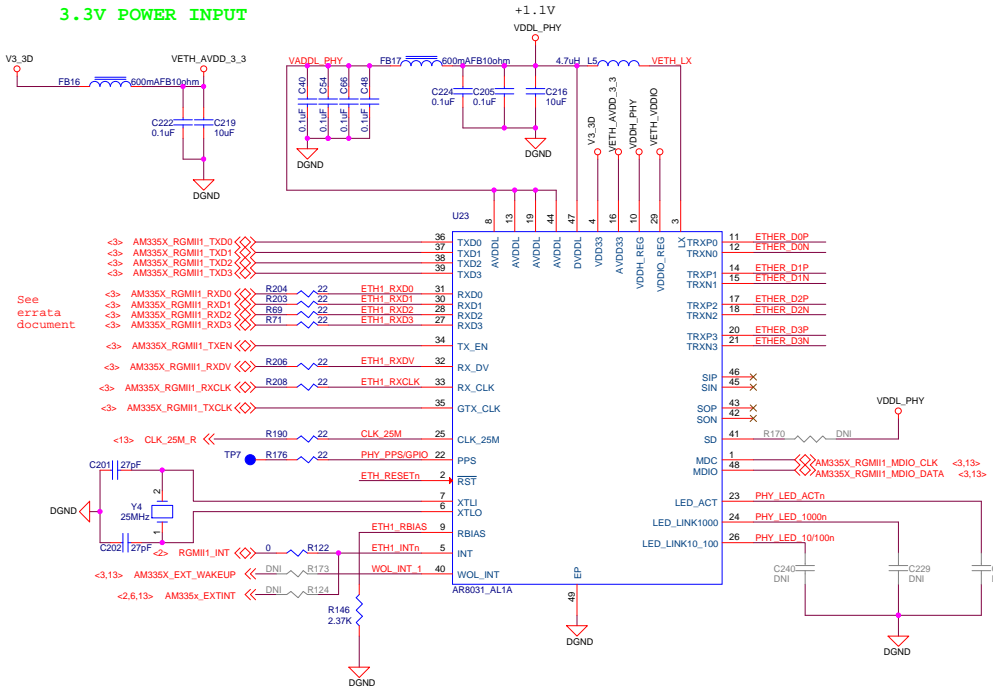 3.3V POWER INPUT
+1.1V
VDDL_PHY
V3_3D
VETH_AVDD_3_3
FB16
600mAFB10ohm
C222
0.1uF
C219
10uF
DGND
VADDL_PHY
FB17
600mAFB10ohm
4.7uH L5
VETH_LX
C40
0.1uF
C54
0.1uF
C66
0.1uF
C48
0.1uF
DGND
C224
0.1uF
C205
0.1uF
C216
10uF
DGND
V3_3D
VETH_AVDD_3_3
VDDH_PHY
VETH_VDDIO
U23
8
13
19
44
47
4
16
10
29
3
AVDDL
AVDDL
AVDDL
AVDDL
DVDDL
VDD33
AVDD33
VDDH_REG
VDDIO_REG
LX
<3> AM335X_RGMII1_TXD0 36 TXD0
<3> AM335X_RGMII1_TXD1 37 TXD1
<3> AM335X_RGMII1_TXD2 38 TXD2
<3> AM335X_RGMII1_TXD3 39 TXD3
See
errata
document
<3> AM335X_RGMII1_RXD0 R204 22 ETH1_RXD0 31 RXD0
<3> AM335X_RGMII1_RXD1 R203 22 ETH1_RXD1 30 RXD1
<3> AM335X_RGMII1_RXD2 R69 22 ETH1_RXD2 28 RXD2
<3> AM335X_RGMII1_RXD3 R71 22 ETH1_RXD3 27 RXD3
<3> AM335X_RGMII1_TXEN 34 TX_EN
<3> AM335X_RGMII1_RXDV R206 22 ETH1_RXDV 32 RX_DV
<3> AM335X_RGMII1_RXCLK R208 22 ETH1_RXCLK 33 RX_CLK
<3> AM335X_RGMII1_TXCLK 35 GTX_CLK
<13> CLK_25M_R R190 22 CLK_25M 25 CLK_25M
TP7 R176 22 PHY_PPS/GPIO 22 PPS
ETH_RESETn 2 RST
7 XTLI
6 XTLO
C201 27pF
2
Y4
25MHz
1
DGND
C202 27pF
ETH1_RBIAS 9 RBIAS
<2> RGMII1_INT 0 R122 ETH1_INTn 5 INT
<3,13> AM335X_EXT_WAKEUP DNI R173 WOL_INT_1 40 WOL_INT
<2,6,13> AM335x_EXTINT DNI R124
AR8031_AL1A
R146
2.37K
DGND
EP
49
DGND
TRXP0 11 ETHER_D0P
TRXN0 12 ETHER_D0N
TRXP1 14 ETHER_D1P
TRXN1 15 ETHER_D1N
TRXP2 17 ETHER_D2P
TRXN2 18 ETHER_D2N
TRXP3 20 ETHER_D3P
TRXN3 21 ETHER_D3N
SIP 46
SIN 45
SOP 43
SON 42
VDDL_PHY
SD 41 R170 DNI
MDC 1 AM335X_RGMII1_MDIO_CLK <3,13>
MDIO 48 AM335X_RGMII1_MDIO_DATA <3,13>
LED_ACT 23 PHY_LED_ACTn
LED_LINK1000 24 PHY_LED_1000n
LED_LINK10_100 26 PHY_LED_10/100n
C240
DNI
C229
DNI
DGND